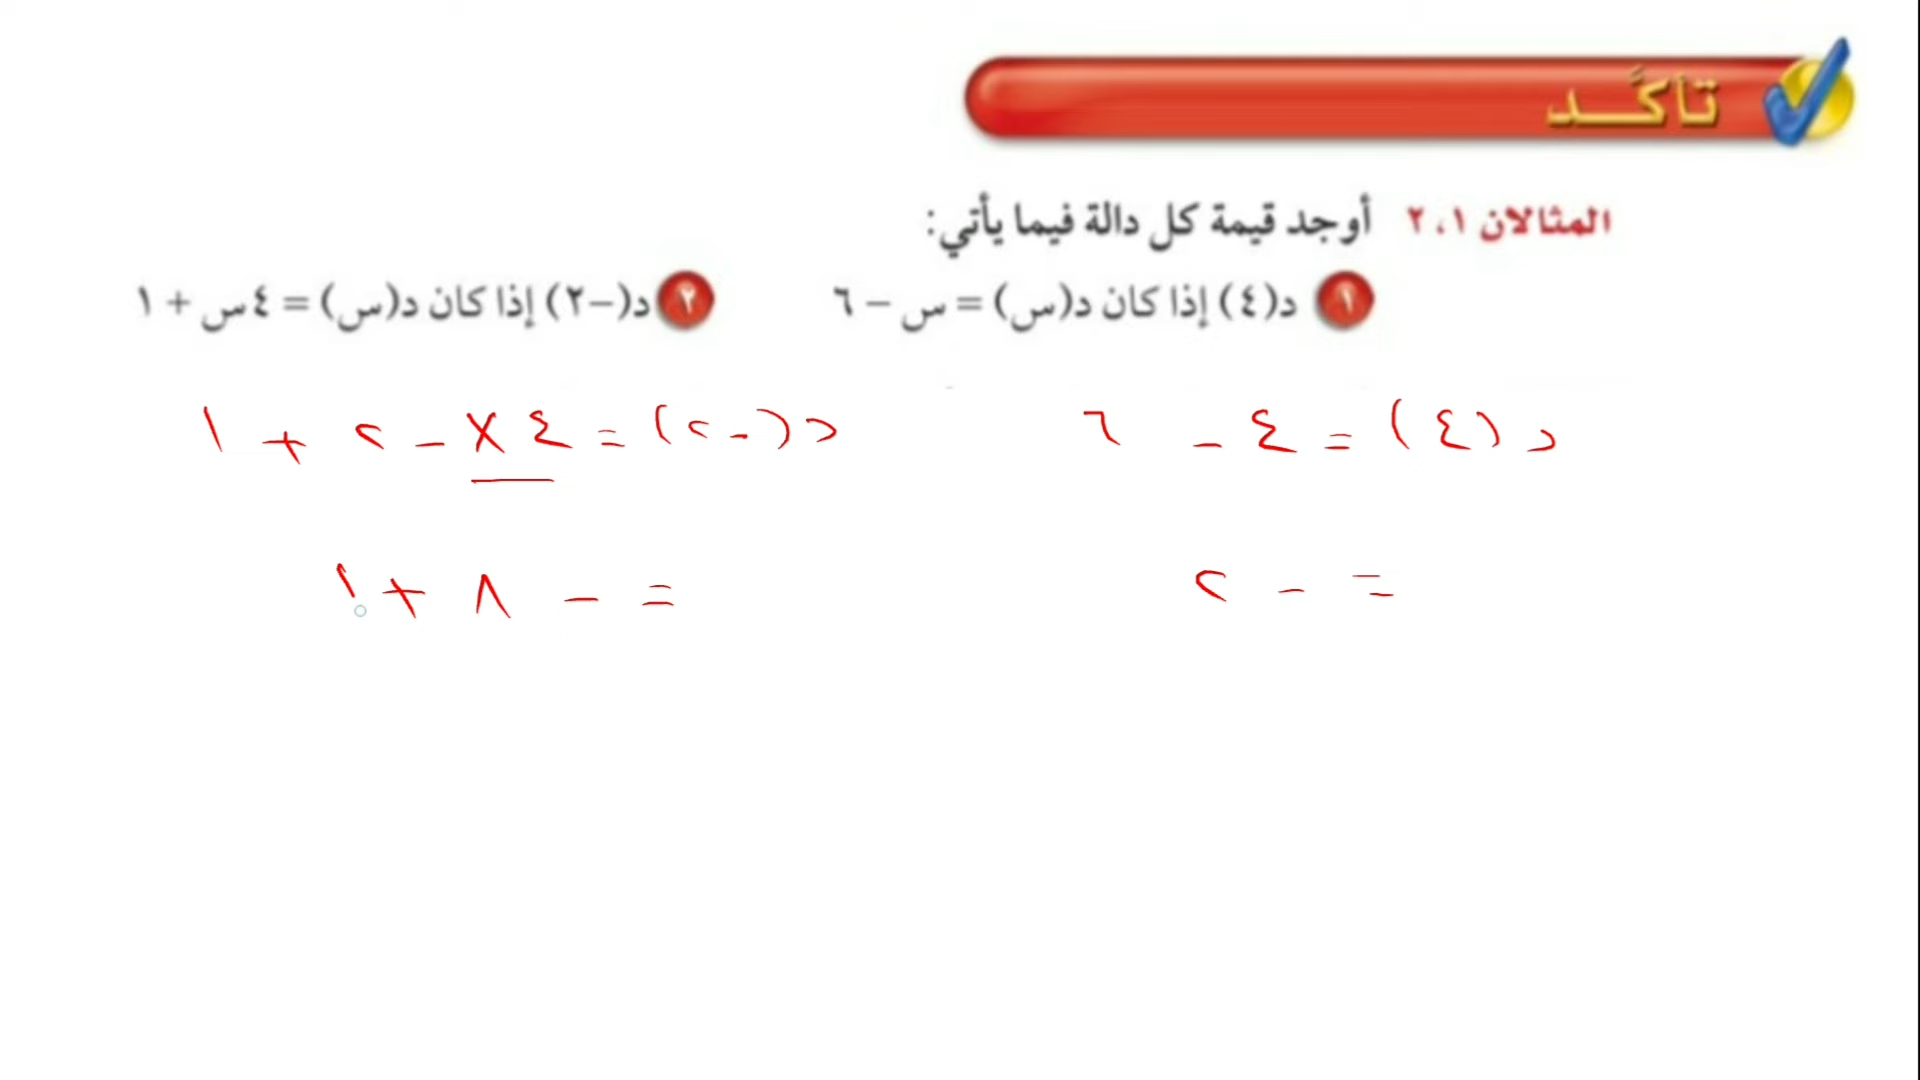 تأكد
المثالان ١، ٢ أوجد قيمة كل دالة فيما يأتي:
١ د(٤) إذا كان د(س) = س − ٦
٢ د(−٢) إذا كان د(س) = ٤س + ١
د(٤) = ٤ − ٦
د(−٢) = ٤ × −٢ + ١
= − ٢
= − ٨ + ١